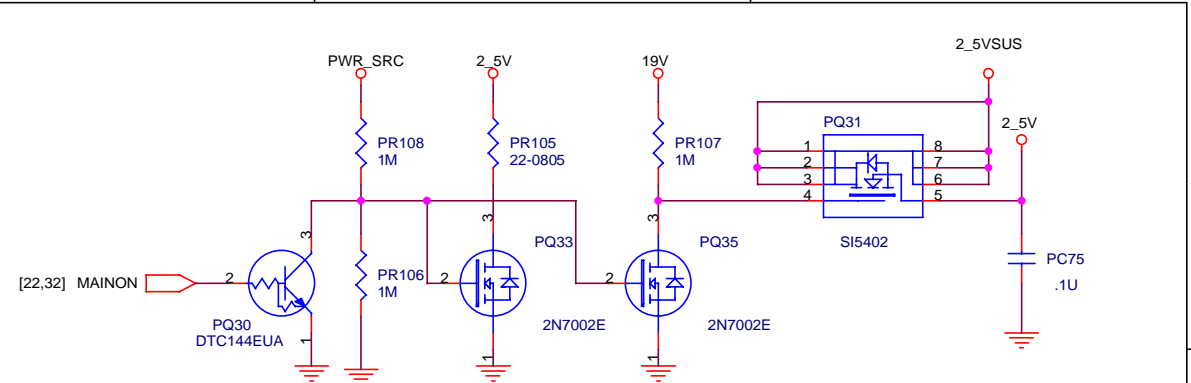 2_5VSUS
PWR_SRC
2_5V
19V
PQ31
2_5V
PR108
1M
PR105
22-0805
PR107
1M
1
8
2
7
3
6
4
5
3
3
3
PQ33
PQ35
SI5402
[22,32] MAINON
2
PR106
1M
2
2
PC75
.1U
PQ30
DTC144EUA
2N7002E
2N7002E
1
1
1